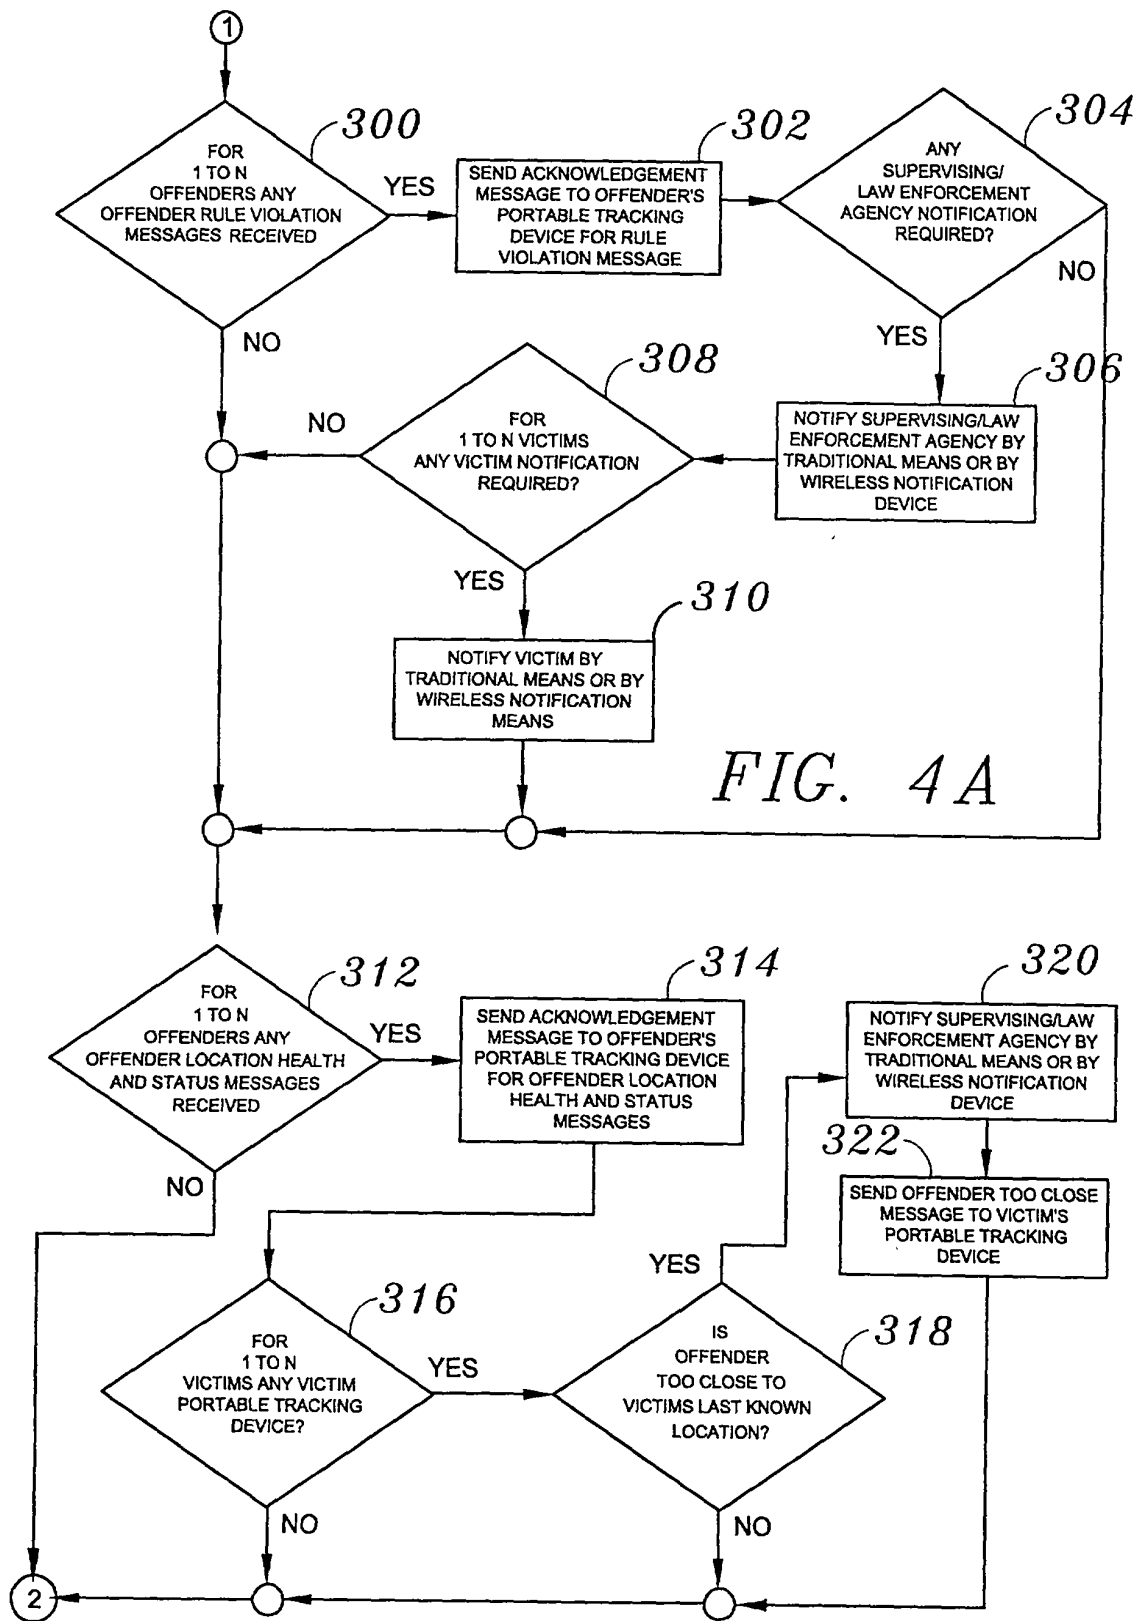 1
300
FOR
1 TO N
OFFENDERS ANY
OFFENDER RULE VIOLATION
MESSAGES RECEIVED
YES
NO
302
SEND ACKNOWLEDGEMENT
MESSAGE TO OFFENDER'S
PORTABLE TRACKING
DEVICE FOR RULE
VIOLATION MESSAGE
304
ANY
SUPERVISING/
LAW ENFORCEMENT
AGENCY NOTIFICATION
REQUIRED?
NO
YES
306
NOTIFY SUPERVISING/LAW
ENFORCEMENT AGENCY BY
TRADITIONAL MEANS OR BY
WIRELESS NOTIFICATION
DEVICE
308
FOR
1 TO N VICTIMS
ANY VICTIM NOTIFICATION
REQUIRED?
NO
YES
310
NOTIFY VICTIM BY
TRADITIONAL MEANS OR BY
WIRELESS NOTIFICATION
MEANS
FIG. 4A
312
FOR
1 TO N
OFFENDERS ANY
OFFENDER LOCATION HEALTH
AND STATUS MESSAGES
RECEIVED
YES
NO
314
SEND ACKNOWLEDGEMENT
MESSAGE TO OFFENDER'S
PORTABLE TRACKING DEVICE
FOR OFFENDER LOCATION
HEALTH AND STATUS
MESSAGES
316
FOR
1 TO N
VICTIMS ANY VICTIM
PORTABLE TRACKING
DEVICE?
YES
NO
318
IS
OFFENDER
TOO CLOSE TO
VICTIMS LAST KNOWN
LOCATION?
YES
NO
320
NOTIFY SUPERVISING/LAW
ENFORCEMENT AGENCY BY
TRADITIONAL MEANS OR BY
WIRELESS NOTIFICATION
DEVICE
322
SEND OFFENDER TOO CLOSE
MESSAGE TO VICTIM'S
PORTABLE TRACKING
DEVICE
2